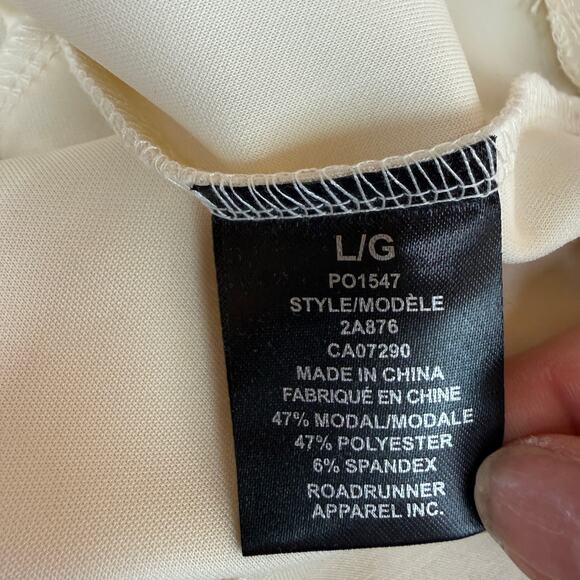 L/G
PO1547
STYLE/MODÈLE
2A876
CA07290
MADE IN CHINA
FABRIQUÉ EN CHINE
47% MODAL/MODALE
47% POLYESTER
6% SPANDEX
ROADRUNNER
APPAREL INC.